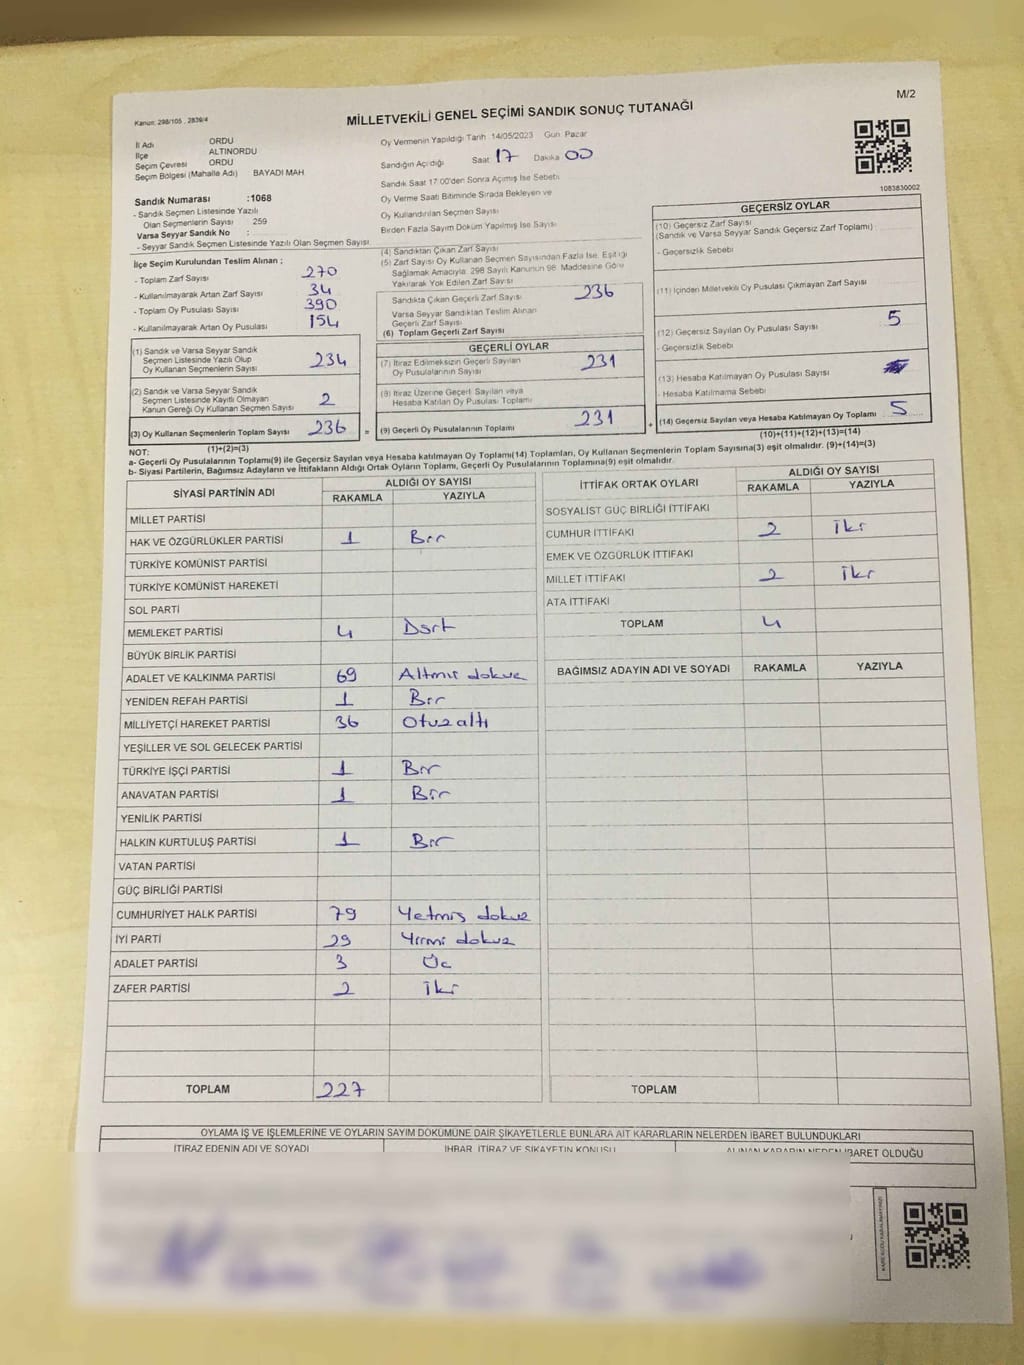 M/2
Kanun: 298/105 , 2839/4
MİLLETVEKİLİ GENEL SEÇİMİ SANDIK SONUÇ TUTANAĞI
İl Adı ORDU
İlçe ALTINORDU
Seçim Çevresi ORDU
Seçim Bölgesi (Mahalle Adı) BAYADI MAH
Sandık Numarası :1068
- Sandık Seçmen Listesinde Yazılı
Olan Seçmenlerin Sayısı : 259
Varsa Seyyar Sandık No :
- Seyyar Sandık Seçmen Listesinde Yazılı Olan Seçmen Sayısı
Oy Vermenin Yapıldığı Tarih 14/05/2023 Gün Pazar
Sandığın Açıldığı Saat 17 Dakika 00
Sandık Saat 17:00'den Sonra Açılmış İse Sebebi
Oy Verme Saati Bitiminde Sırada Bekleyen ve
Oy Kullandırılan Seçmen Sayısı
Birden Fazla Sayım Döküm Yapılmış İse Sayısı
1083830002
İlçe Seçim Kurulundan Teslim Alınan ;
- Toplam Zarf Sayısı 270
- Kullanılmayarak Artan Zarf Sayısı 34
- Toplam Oy Pusulası Sayısı 390
- Kullanılmayarak Artan Oy Pusulası 154
(1) Sandık ve Varsa Seyyar Sandık
Seçmen Listesinde Yazılı Olup
Oy Kullanan Seçmenlerin Sayısı 234
(2) Sandık ve Varsa Seyyar Sandık
Seçmen Listesinde Kayıtlı Olmayan
Kanun Gereği Oy Kullanan Seçmen Sayısı 2
(3) Oy Kullanan Seçmenlerin Toplam Sayısı 236 =
(1)+(2)=(3)
(4) Sandıktan Çıkan Zarf Sayısı
(5) Zarf Sayısı Oy Kullanan Seçmen Sayısından Fazla İse, Eşitliği
Sağlamak Amacıyla, 298 Sayılı Kanunun 98. Maddesine Göre
Yakılarak Yok Edilen Zarf Sayısı
Sandıkta Çıkan Geçerli Zarf Sayısı 236
Varsa Seyyar Sandıktan Teslim Alınan
Geçerli Zarf Sayısı
(6) Toplam Geçerli Zarf Sayısı
GEÇERLİ OYLAR
(7) İtiraz Edilmeksizin Geçerli Sayılan
Oy Pusulalarının Sayısı 231
(8) İtiraz Üzerine Geçerli Sayılan veya
Hesaba Katılan Oy Pusulası Toplamı
(9) Geçerli Oy Pusulalarının Toplamı 231 +
GEÇERSİZ OYLAR
(10) Geçersiz Zarf Sayısı
(Sandık ve Varsa Seyyar Sandık Geçersiz Zarf Toplamı)
- Geçersizlik Sebebi
(11) İçinden Milletvekili Oy Pusulası Çıkmayan Zarf Sayısı
(12) Geçersiz Sayılan Oy Pusulası Sayısı 5
- Geçersizlik Sebebi
(13) Hesaba Katılmayan Oy Pusulası Sayısı
- Hesaba Katılmama Sebebi
(14) Geçersiz Sayılan veya Hesaba Katılmayan Oy Toplamı 5
(10)+(11)+(12)+(13)=(14)
NOT:
a- Geçerli Oy Pusulalarının Toplamı(9) ile Geçersiz Sayılan veya Hesaba Katılmayan Oy Toplamı(14) Toplamları, Oy Kullanan Seçmenlerin Toplam Sayısına(3) eşit olmalıdır. (9)+(14)=(3)
b- Siyasi Partilerin, Bağımsız Adayların ve İttifakların Aldığı Ortak Oyların Toplamı, Geçerli Oy Pusulalarının Toplamına(9) eşit olmalıdır.
SİYASİ PARTİNİN ADI ALDIĞI OY SAYISI
RAKAMLA YAZIYLA
MİLLET PARTİSİ
HAK VE ÖZGÜRLÜKLER PARTİSİ 1 Bir
TÜRKİYE KOMÜNİST PARTİSİ
TÜRKİYE KOMÜNİST HAREKETİ
SOL PARTİ
MEMLEKET PARTİSİ 4 Dört
BÜYÜK BİRLİK PARTİSİ
ADALET VE KALKINMA PARTİSİ 69 Altmış dokuz
YENİDEN REFAH PARTİSİ 1 Bir
MİLLİYETÇİ HAREKET PARTİSİ 36 Otuz altı
YEŞİLLER VE SOL GELECEK PARTİSİ
TÜRKİYE İŞÇİ PARTİSİ 1 Bir
ANAVATAN PARTİSİ 1 Bir
YENİLİK PARTİSİ
HALKIN KURTULUŞ PARTİSİ 1 Bir
VATAN PARTİSİ
GÜÇ BİRLİĞİ PARTİSİ
CUMHURİYET HALK PARTİSİ 79 Yetmiş dokuz
İYİ PARTİ 29 Yirmi dokuz
ADALET PARTİSİ 3 Üç
ZAFER PARTİSİ 2 İki
TOPLAM 227
İTTİFAK ORTAK OYLARI ALDIĞI OY SAYISI
RAKAMLA YAZIYLA
SOSYALİST GÜÇ BİRLİĞİ İTTİFAKI
CUMHUR İTTİFAKI 2 İki
EMEK VE ÖZGÜRLÜK İTTİFAKI
MİLLET İTTİFAKI 2 İki
ATA İTTİFAKI
TOPLAM 4
BAĞIMSIZ ADAYIN ADI VE SOYADI RAKAMLA YAZIYLA
TOPLAM
OYLAMA İŞ VE İŞLEMLERİNE VE OYLARIN SAYIM DÖKÜMÜNE DAİR ŞİKAYETLERLE BUNLARA AİT KARARLARIN NELERDEN İBARET BULUNDUKLARI
İTİRAZ EDENİN ADI VE SOYADI İHBAR, İTİRAZ VE ŞİKAYETİN KONUSU ALINAN KARARIN NEDEN İBARET OLDUĞU